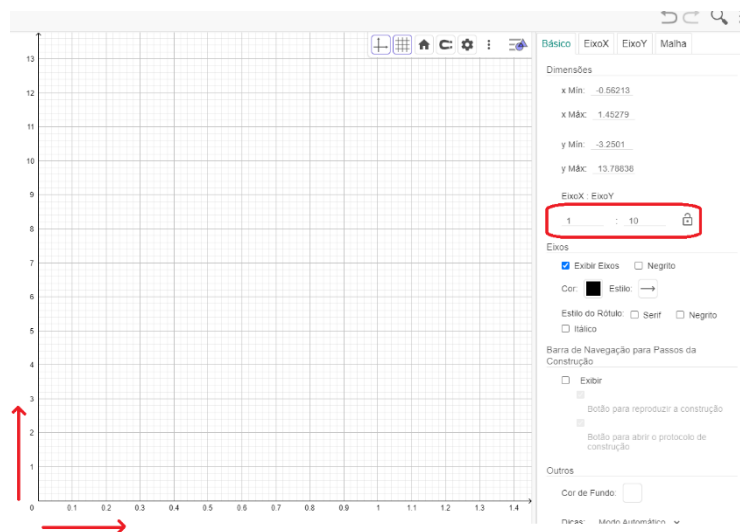 Básico EixoX EixoY Malha
Dimensões
x Mín: -0.56213
x Máx: 1.45279
y Mín: -3.2501
y Máx: 13.78838
EixoX : EixoY
1 : 10
Eixos
Exibir Eixos Negrito
Cor: Estilo:
Estilo do Rótulo: Serif Negrito
Itálico
Barra de Navegação para Passos da
Construção
Exibir
Botão para reproduzir a construção
Botão para abrir o protocolo de
construção
Outros
Cor de Fundo:
Dicas: Modo Automático
13
12
11
10
9
8
7
6
5
4
3
2
1
0 0.1 0.2 0.3 0.4 0.5 0.6 0.7 0.8 0.9 1 1.1 1.2 1.3 1.4